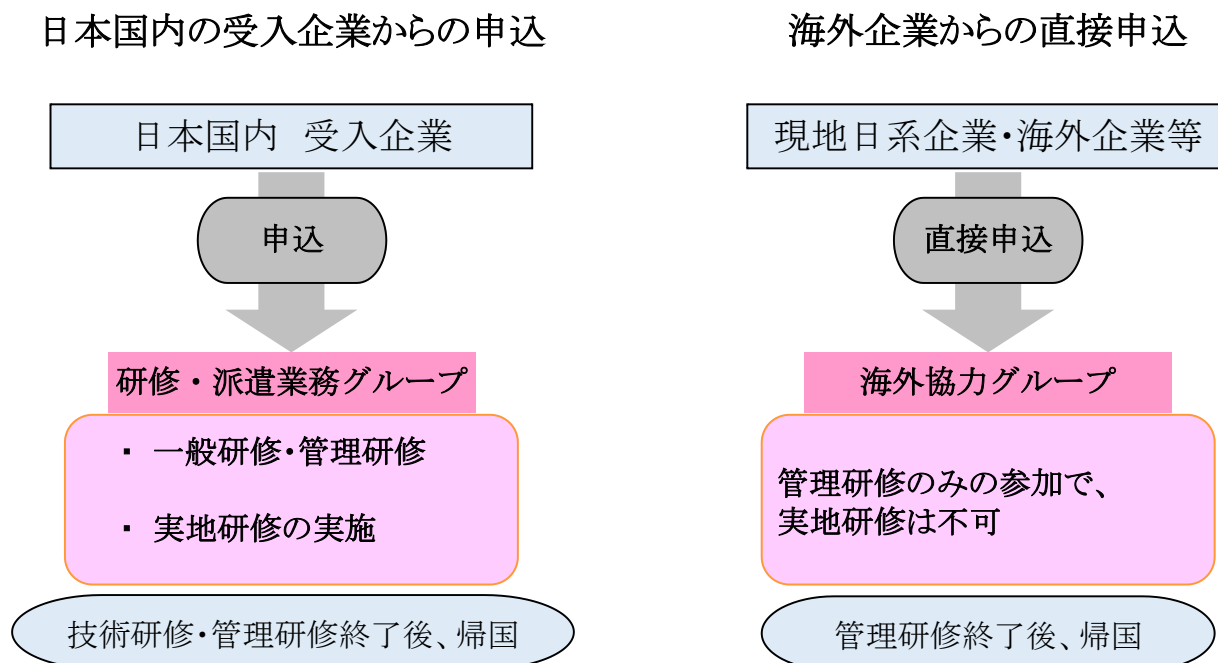 日本国内の受入企業からの申込
日本国内 受入企業
申込
研修・派遣業務グループ
・ 一般研修・管理研修
・ 実地研修の実施
技術研修・管理研修終了後、帰国
海外企業からの直接申込
現地日系企業・海外企業等
直接申込
海外協力グループ
管理研修のみの参加で、
実地研修は不可
管理研修終了後、帰国